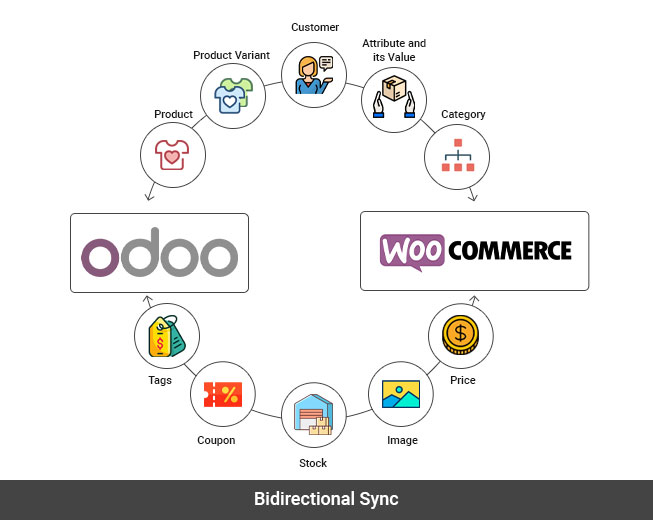 Customer
Product Variant
Attribute and
its Value
Product
Category
odoo
WOO COMMERCE
$
$
%
Tags
Price
Coupon
Image
Stock
Bidirectional Sync